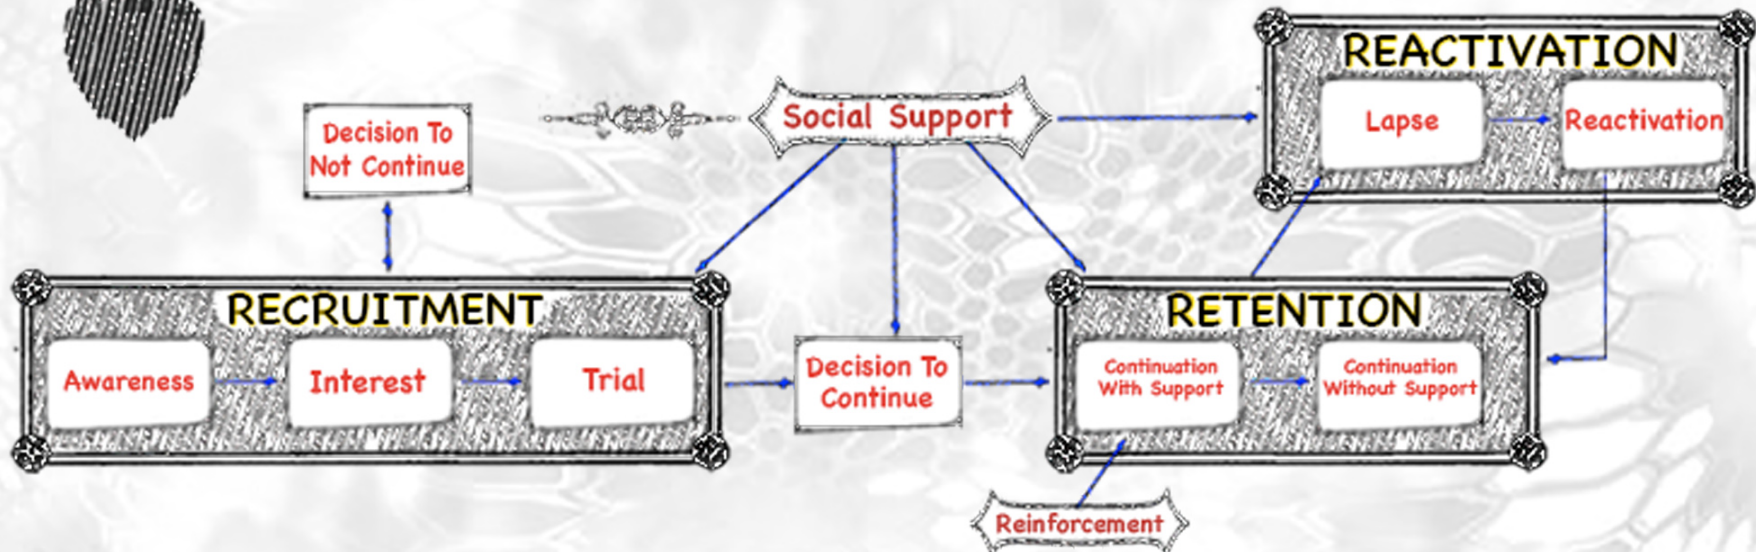 REACTIVATION
Social Support
Lapse
Reactivation
Decision To
Not Continue
RECRUITMENT
RETENTION
Awareness
Interest
Trial
Decision To
Continue
Continuation
With Support
Continuation
Without Support
Reinforcement